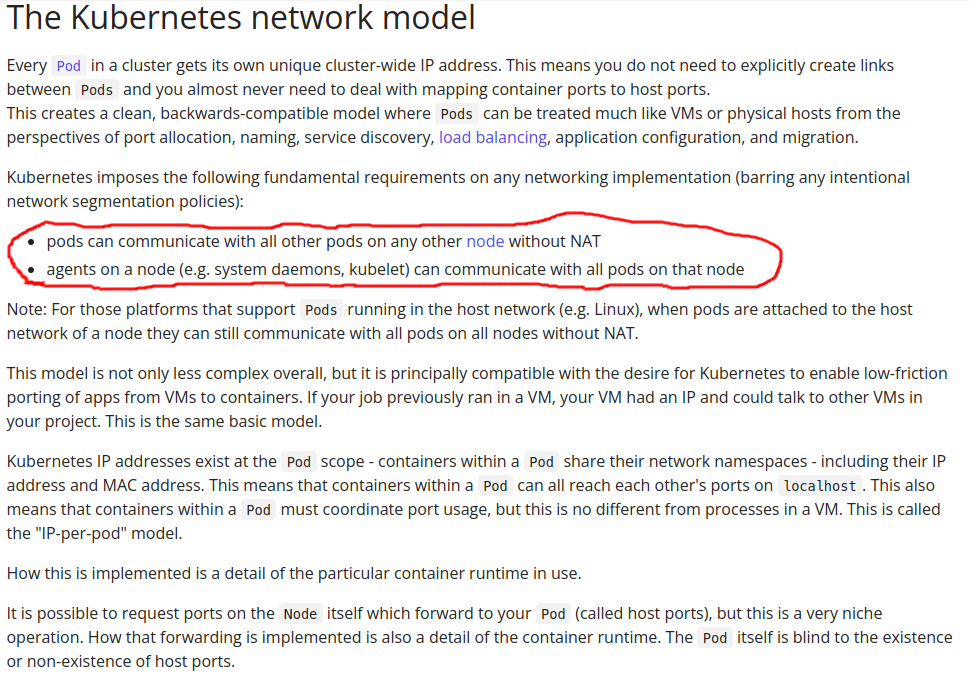 The Kubernetes network model
Every Pod in a cluster gets its own unique cluster-wide IP address. This means you do not need to explicitly create links
between Pods and you almost never need to deal with mapping container ports to host ports.
This creates a clean, backwards-compatible model where Pods can be treated much like VMs or physical hosts from the
perspectives of port allocation, naming, service discovery, load balancing, application configuration, and migration.
Kubernetes imposes the following fundamental requirements on any networking implementation (barring any intentional
network segmentation policies):
• pods can communicate with all other pods on any other node without NAT
• agents on a node (e.g. system daemons, kubelet) can communicate with all pods on that node
Note: For those platforms that support Pods running in the host network (e.g. Linux), when pods are attached to the host
network of a node they can still communicate with all pods on all nodes without NAT.
This model is not only less complex overall, but it is principally compatible with the desire for Kubernetes to enable low-friction
porting of apps from VMs to containers. If your job previously ran in a VM, your VM had an IP and could talk to other VMs in
your project. This is the same basic model.
Kubernetes IP addresses exist at the Pod scope - containers within a Pod share their network namespaces - including their IP
address and MAC address. This means that containers within a Pod can all reach each other's ports on localhost. This also
means that containers within a Pod must coordinate port usage, but this is no different from processes in a VM. This is called
the "IP-per-pod" model.
How this is implemented is a detail of the particular container runtime in use.
It is possible to request ports on the Node itself which forward to your Pod (called host ports), but this is a very niche
operation. How that forwarding is implemented is also a detail of the container runtime. The Pod itself is blind to the existence
or non-existence of host ports.